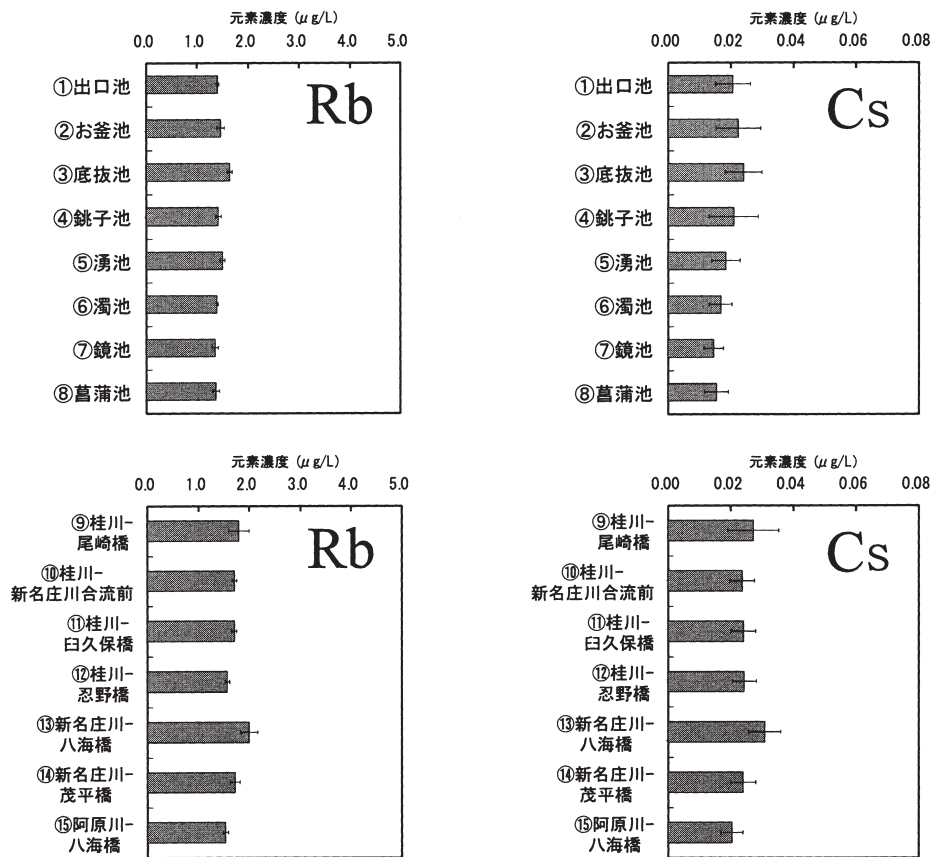 元素濃度 (μg/L)
0.0 1.0 2.0 3.0 4.0 5.0
Rb
①出口池
②お釜池
③底抜池
④銚子池
⑤湧池
⑥濁池
⑦鏡池
⑧菖蒲池
元素濃度 (μg/L)
0.00 0.02 0.04 0.06 0.08
Cs
①出口池
②お釜池
③底抜池
④銚子池
⑤湧池
⑥濁池
⑦鏡池
⑧菖蒲池
元素濃度 (μg/L)
0.0 1.0 2.0 3.0 4.0 5.0
Rb
⑨桂川-
尾崎橋
⑩桂川-
新名庄川合流前
⑪桂川-
臼久保橋
⑫桂川-
忍野橋
⑬新名庄川-
八海橋
⑭新名庄川-
茂平橋
⑮阿原川-
八海橋
元素濃度 (μg/L)
0.00 0.02 0.04 0.06 0.08
Cs
⑨桂川-
尾崎橋
⑩桂川-
新名庄川合流前
⑪桂川-
臼久保橋
⑫桂川-
忍野橋
⑬新名庄川-
八海橋
⑭新名庄川-
茂平橋
⑮阿原川-
八海橋